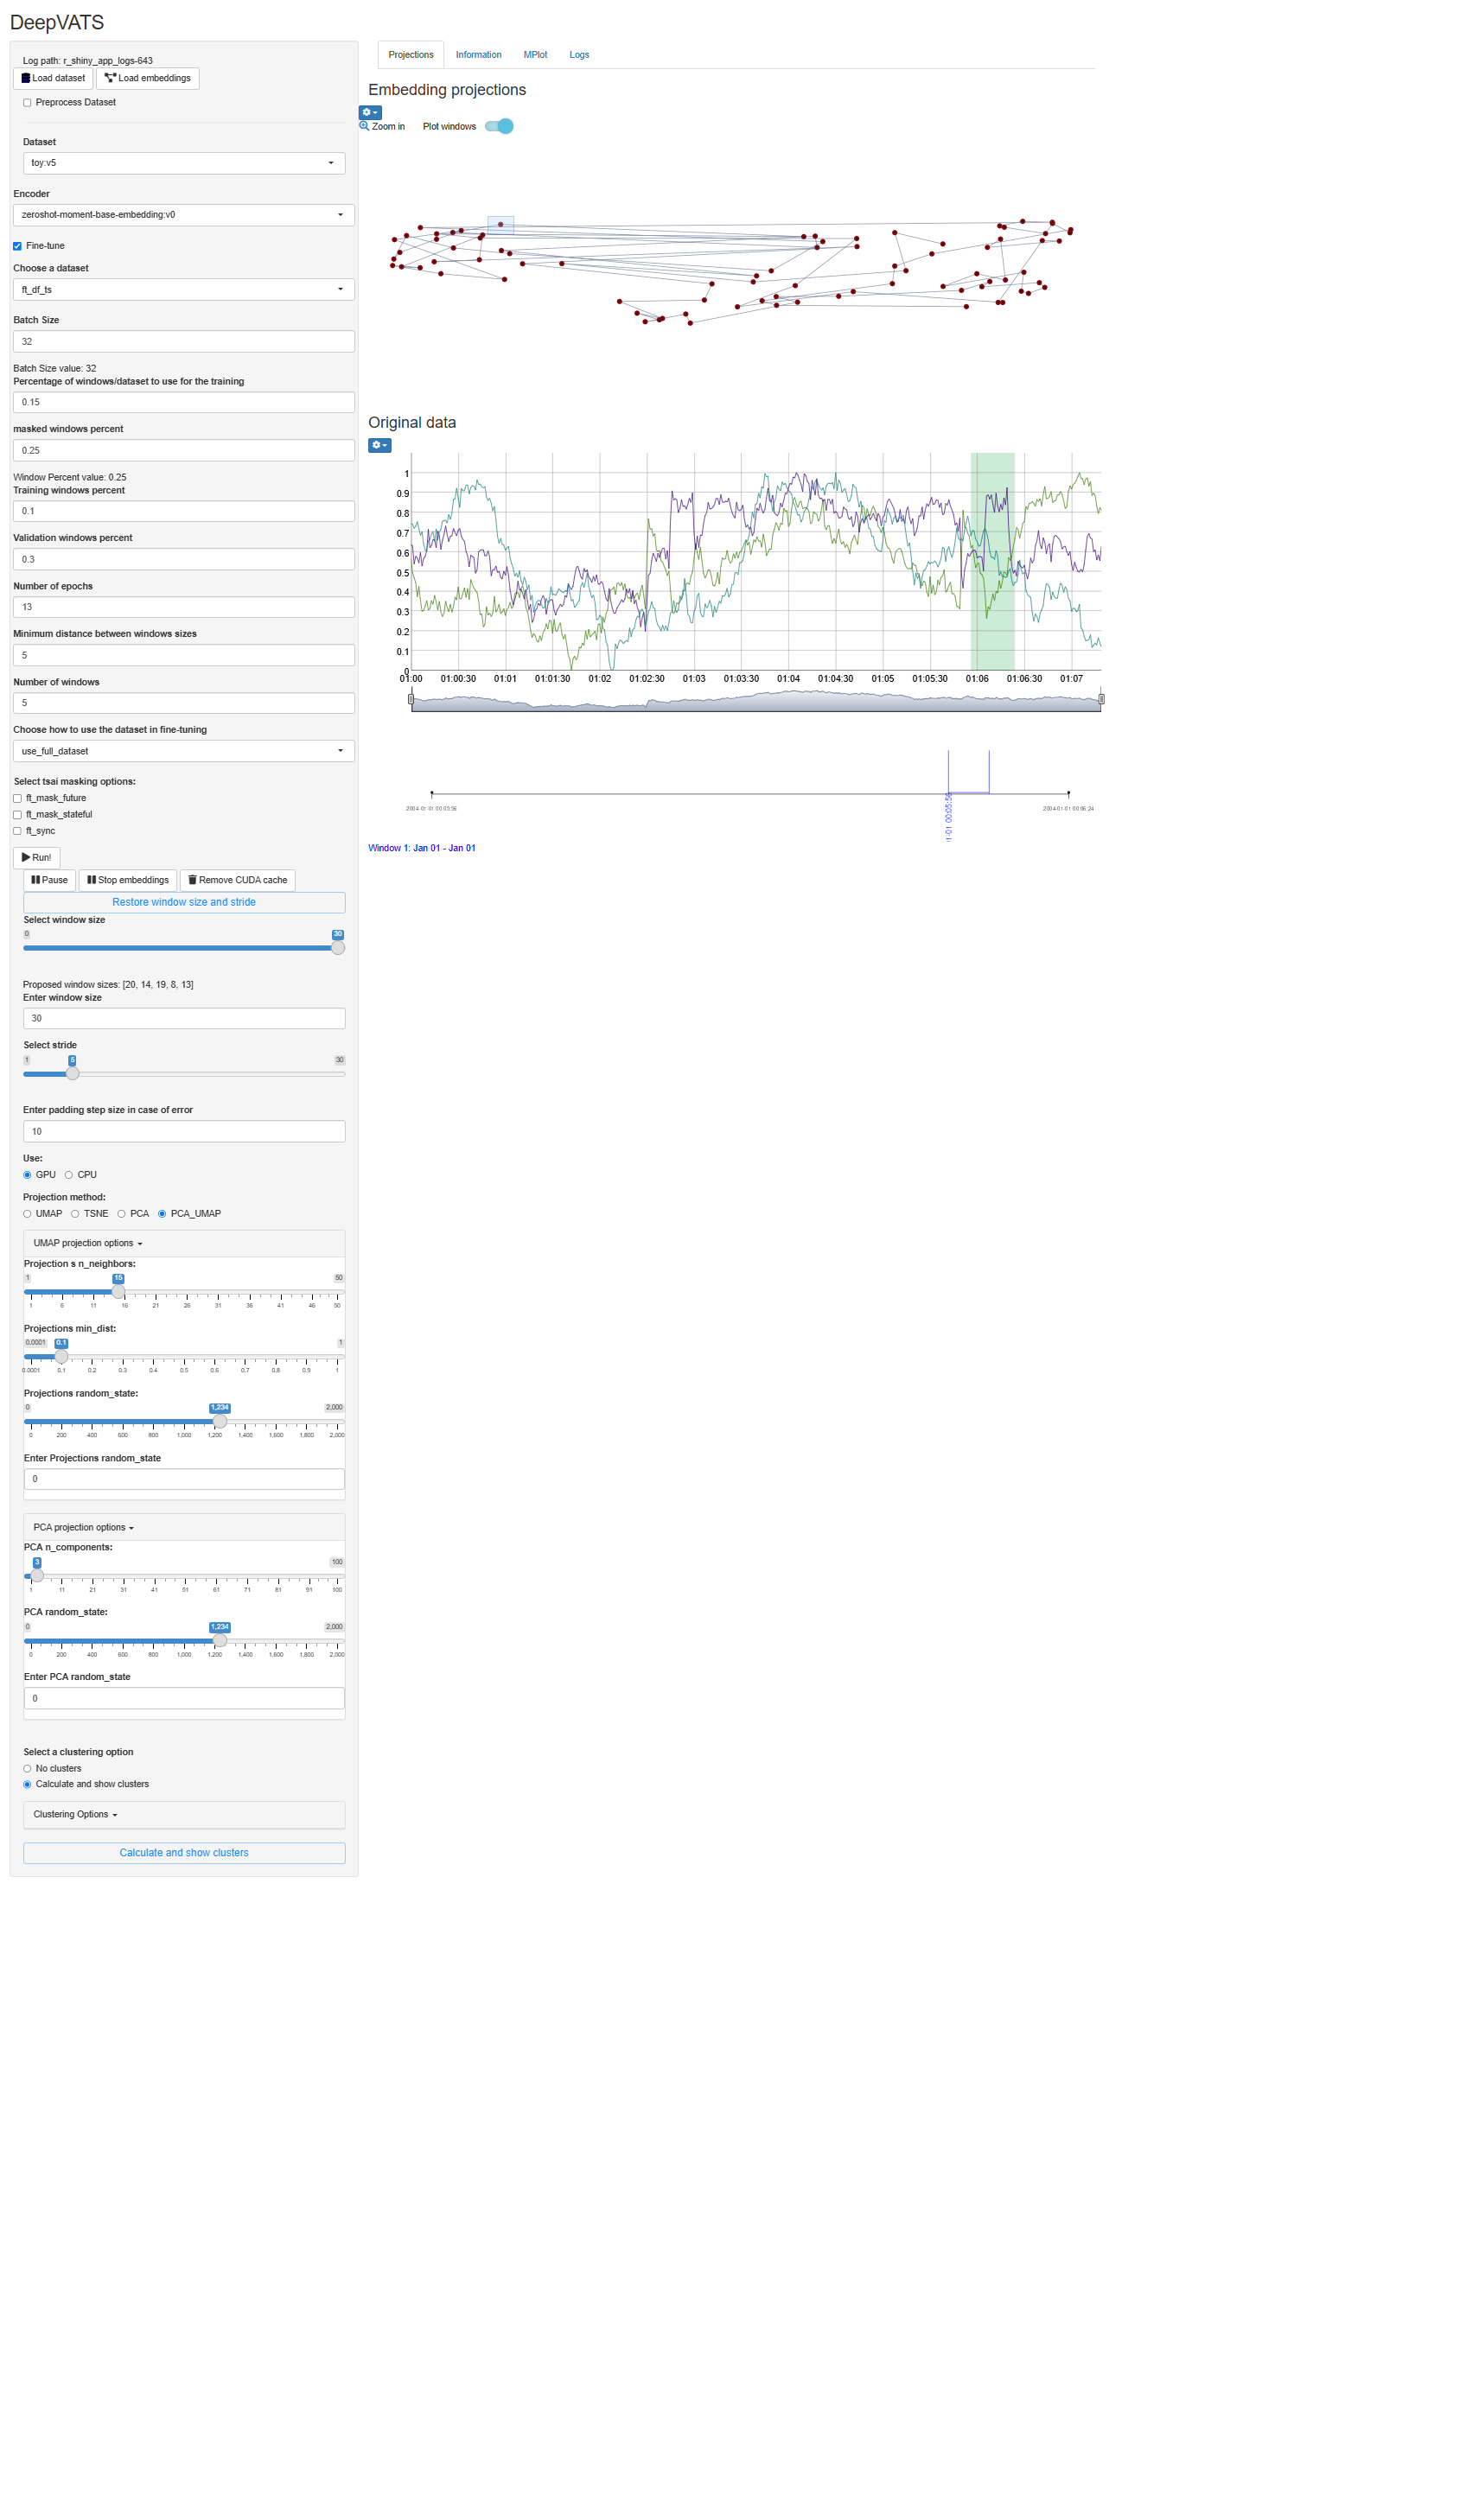 DeepVATS
Log path: r_shiny_app_logs-643
Load dataset Load embeddings
Preprocess Dataset
Dataset
toy:v5
Encoder
zeroshot-moment-base-embedding:v0
Fine-tune
Choose a dataset
ft_df_ts
Batch Size
32
Batch Size value: 32
Percentage of windows/dataset to use for the training
0.15
masked windows percent
0.25
Window Percent value: 0.25
Training windows percent
0.1
Validation windows percent
0.3
Number of epochs
13
Minimum distance between windows sizes
5
Number of windows
5
Choose how to use the dataset in fine-tuning
use_full_dataset
Select tsai masking options:
ft_mask_future
ft_mask_stateful
ft_sync
Run!
Pause Stop embeddings Remove CUDA cache
Restore window size and stride
Select window size
0 30
Proposed window sizes: [20, 14, 19, 8, 13]
Enter window size
30
Select stride
1 5 30
Enter padding step size in case of error
10
Use:
GPU CPU
Projection method:
UMAP TSNE PCA PCA_UMAP
UMAP projection options
Projection s n_neighbors:
1 15 50
1 6 11 16 21 26 31 36 41 46 50
Projections min_dist:
0.0001 0.1 1
0.0001 0.1 0.2 0.3 0.4 0.5 0.6 0.7 0.8 0.9 1
Projections random_state:
0 1,234 2,000
0 200 400 600 800 1,000 1,200 1,400 1,600 1,800 2,000
Enter Projections random_state
0
PCA projection options
PCA n_components:
3 100
1 11 21 31 41 51 61 71 81 91 100
PCA random_state:
0 1,234 2,000
0 200 400 600 800 1,000 1,200 1,400 1,600 1,800 2,000
Enter PCA random_state
0
Select a clustering option
No clusters
Calculate and show clusters
Clustering Options
Calculate and show clusters
Projections Information MPlot Logs
Embedding projections
Zoom in Plot windows
Original data
1
0.9
0.8
0.7
0.6
0.5
0.4
0.3
0.2
0.1
0
01:00 01:00:30 01:01 01:01:30 01:02 01:02:30 01:03 01:03:30 01:04 01:04:30 01:05 01:05:30 01:06 01:06:30 01:07
2004-01-01 00:05:56 2004-01-01 00:06:24
1-01 00:05:56
Window 1: Jan 01 - Jan 01